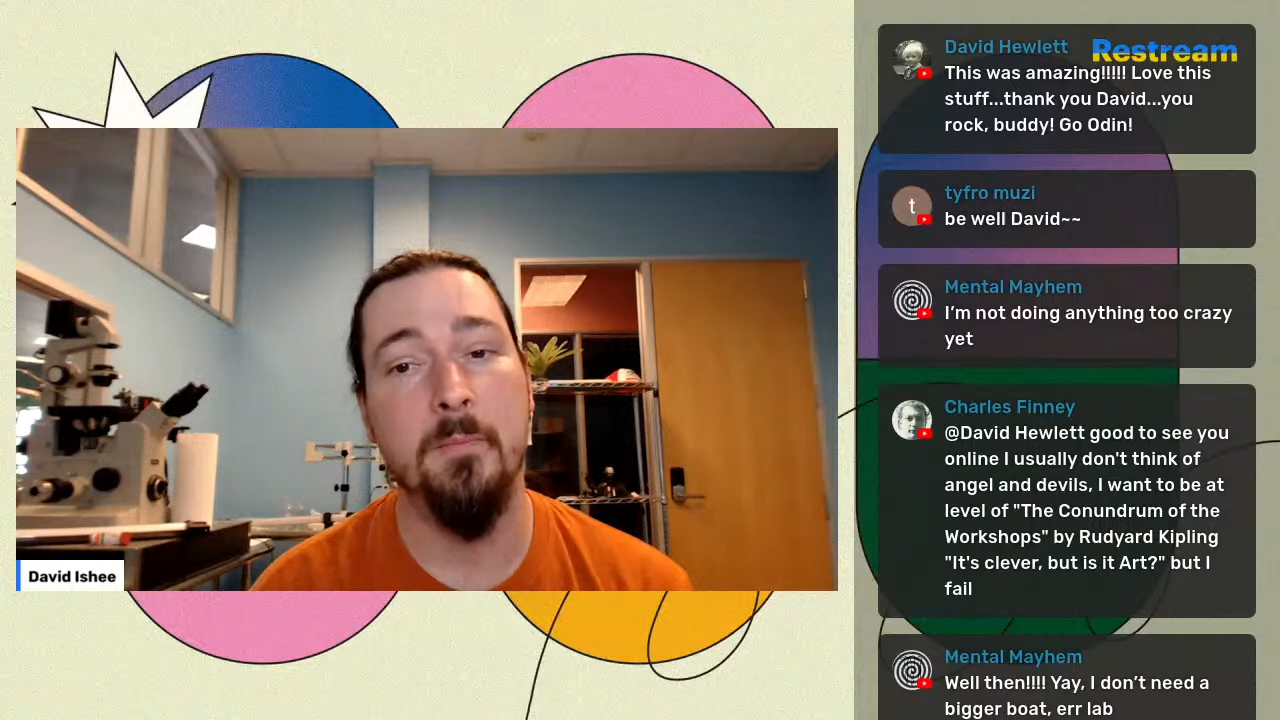 David Hewlett
Restream
This was amazing!!!!! Love this
stuff...thank you David...you
rock, buddy! Go Odin!
t
tyfro muzi
be well David~~
Mental Mayhem
I’m not doing anything too crazy
yet
Charles Finney
@David Hewlett good to see you
online I usually don't think of
angel and devils, I want to be at
level of "The Conundrum of the
Workshops" by Rudyard Kipling
"It's clever, but is it Art?" but I
fail
Mental Mayhem
Well then!!!! Yay, I don’t need a
bigger boat, err lab
David Ishee